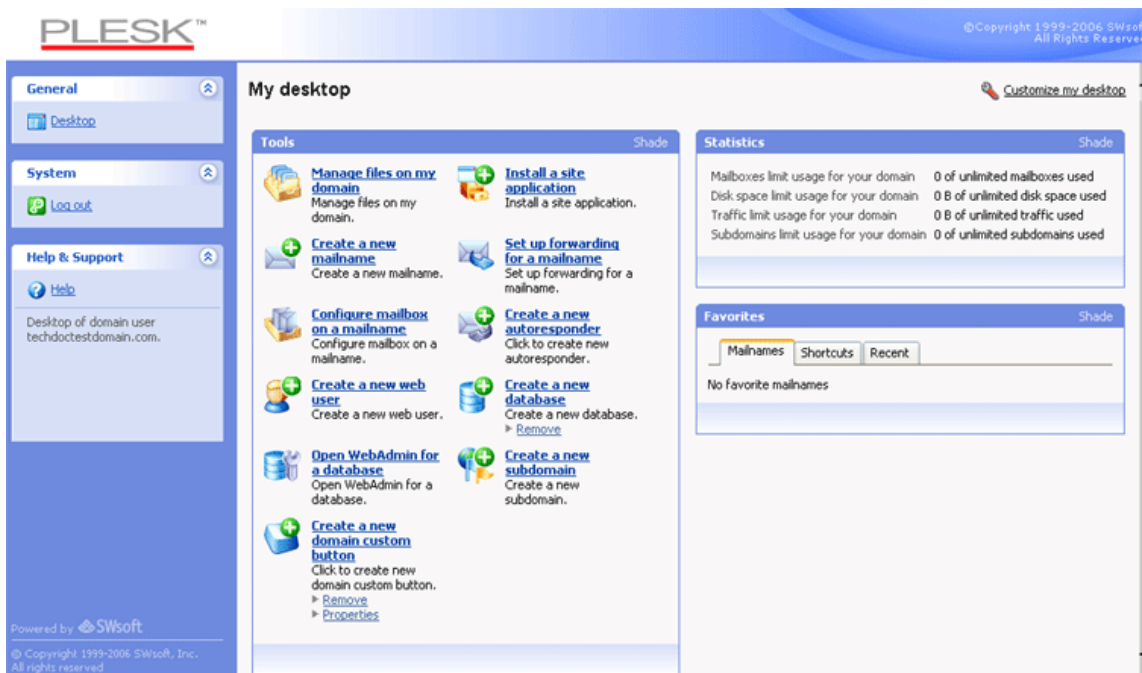 PLESK™
©Copyright 1999-2006 SWsof
All Rights Reserve
General
Desktop
System
Log out
Help & Support
Help
Desktop of domain user
techdoctestdomain.com.
Powered by SWsoft
© Copyright 1999-2006 SWsoft, Inc.
All rights reserved
My desktop
Customize my desktop
Tools
Shade
Manage files on my
domain
Manage files on my
domain.
Install a site
application
Install a site application.
Create a new
mailname
Create a new mailname.
Set up forwarding
for a mailname
Set up forwarding for a
mailname.
Configure mailbox
on a mailname
Configure mailbox on a
mailname.
Create a new
autoresponder
Click to create new
autoresponder.
Create a new web
user
Create a new web user.
Create a new
database
Create a new database.
Remove
Open WebAdmin for
a database
Open WebAdmin for a
database.
Create a new
subdomain
Create a new
subdomain.
Create a new
domain custom
button
Click to create new
domain custom button.
Remove
Properties
Statistics
Shade
Mailboxes limit usage for your domain 0 of unlimited mailboxes used
Disk space limit usage for your domain 0 B of unlimited disk space used
Traffic limit usage for your domain 0 B of unlimited traffic used
Subdomains limit usage for your domain 0 of unlimited subdomains used
Favorites
Shade
Mailnames
Shortcuts
Recent
No favorite mailnames